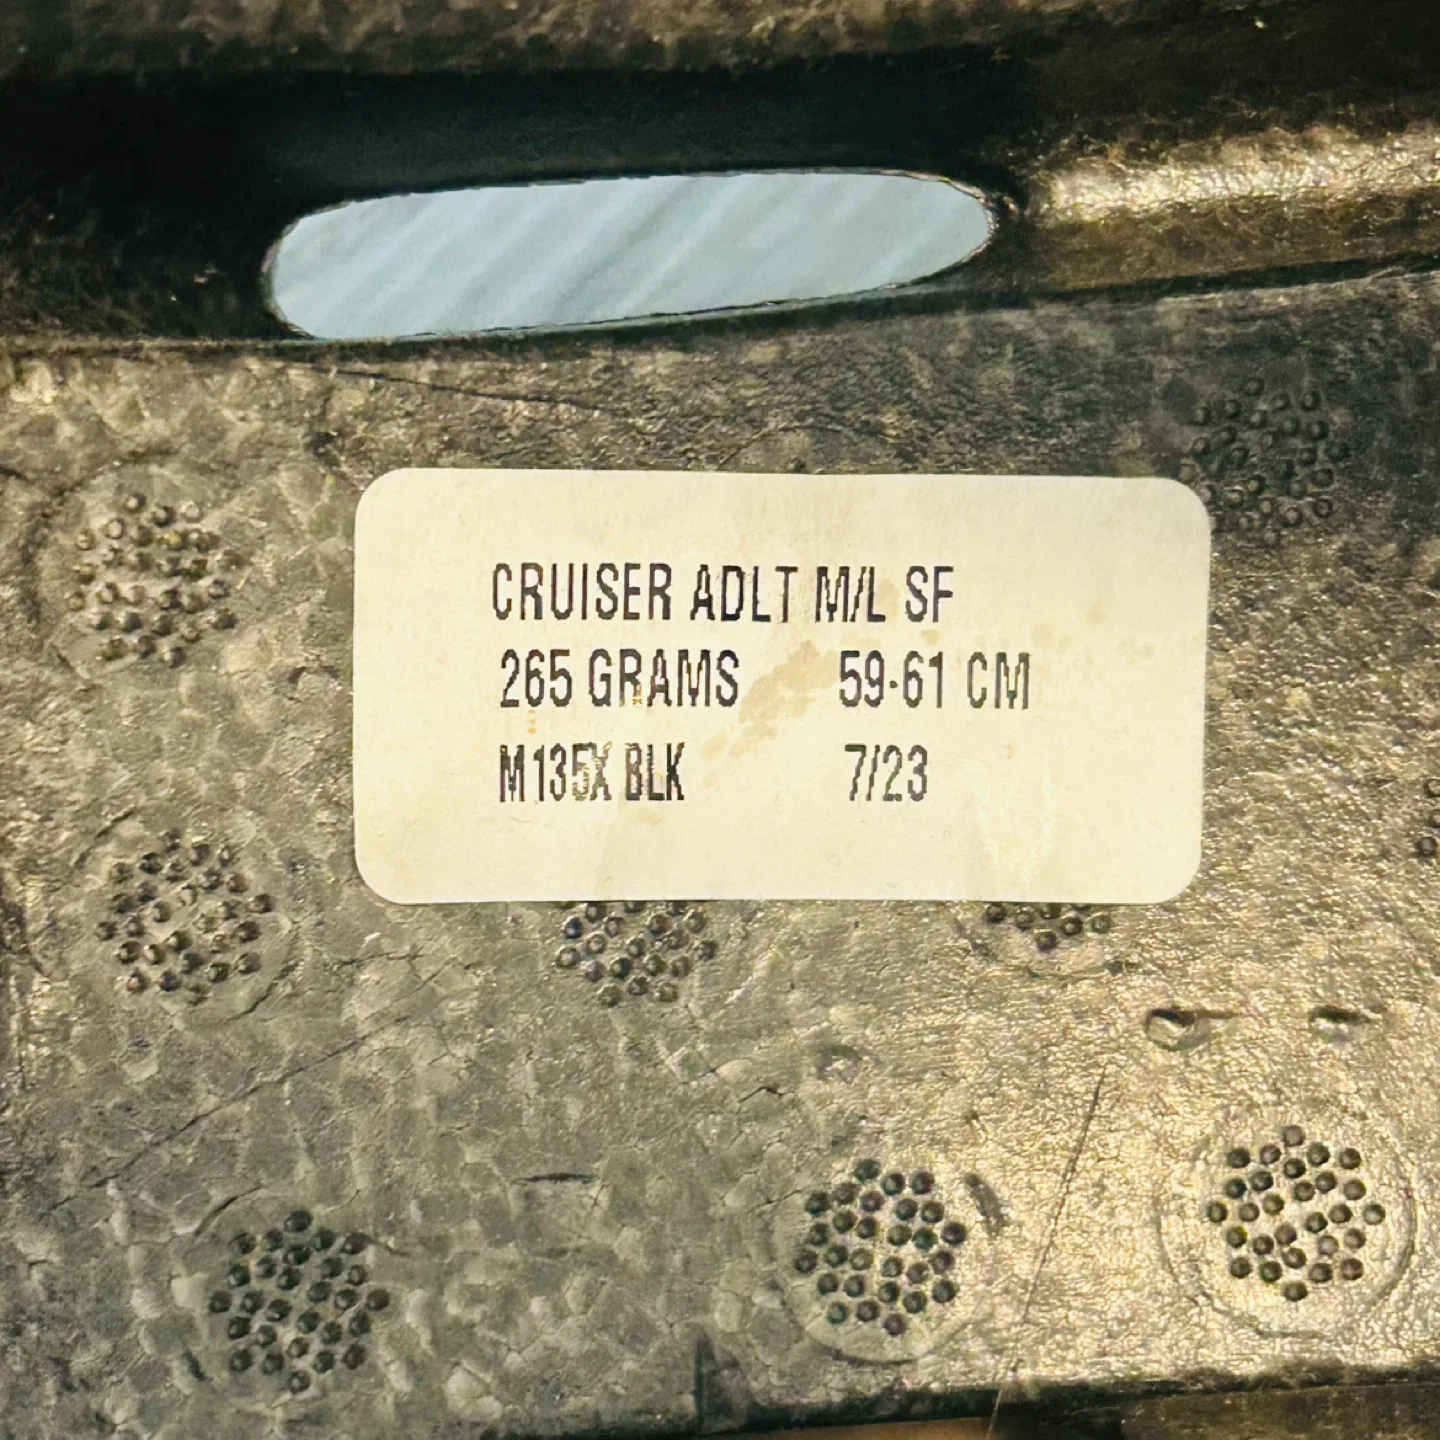 CRUISER ADLT M/L SF
265 GRAMS 59-61 CM
M135X BLK 7/23